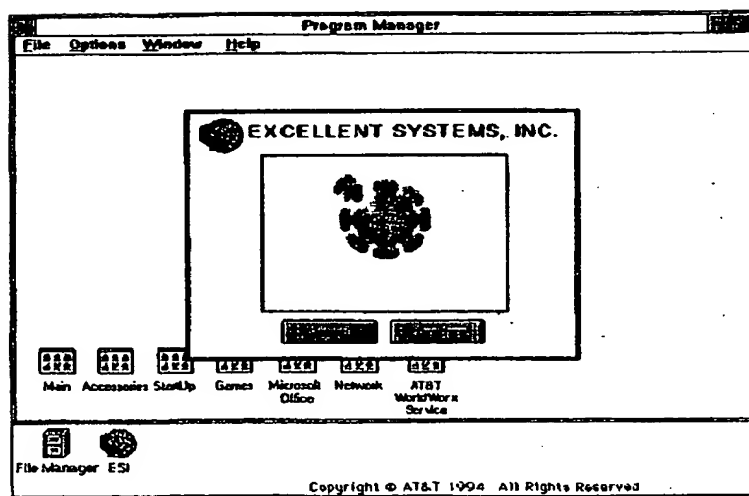 Program Manager
File Options Window Help
EXCELLENT SYSTEMS, INC.
Main Accessories StartUp Games Microsoft Office Network AT&T WorldWorx Service
File Manager ESI
Copyright © AT&T 1994 All Rights Reserved